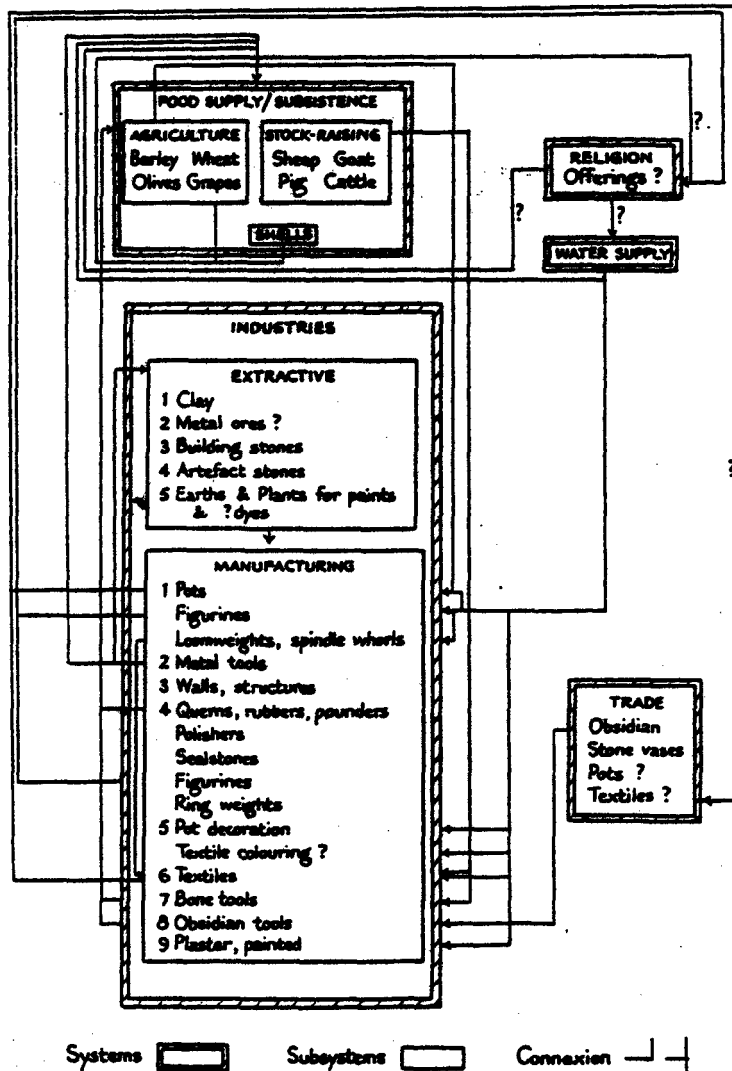 FOOD SUPPLY/SUBSISTENCE
AGRICULTURE
Barley Wheat
Olives Grapes
STOCK-RAISING
Sheep Goat
Pig Cattle
SHELLS
?
RELIGION
Offerings ?
?
?
WATER SUPPLY
INDUSTRIES
EXTRACTIVE
1 Clay
2 Metal ores ?
3 Building stones
4 Artefact stones
5 Earths & Plants for paints
& ?dyes
?
MANUFACTURING
1 Pots
Figurines
Loomweights, spindle whorls
2 Metal tools
3 Walls, structures
4 Querns, rubbers, pounders
Polishers
Sealstones
Figurines
Ring weights
5 Pot decoration
Textile colouring ?
6 Textiles
7 Bone tools
8 Obsidian tools
9 Plaster, painted
TRADE
Obsidian
Stone vases
Pots ?
Textiles ?
Systems Subsystems Connexion